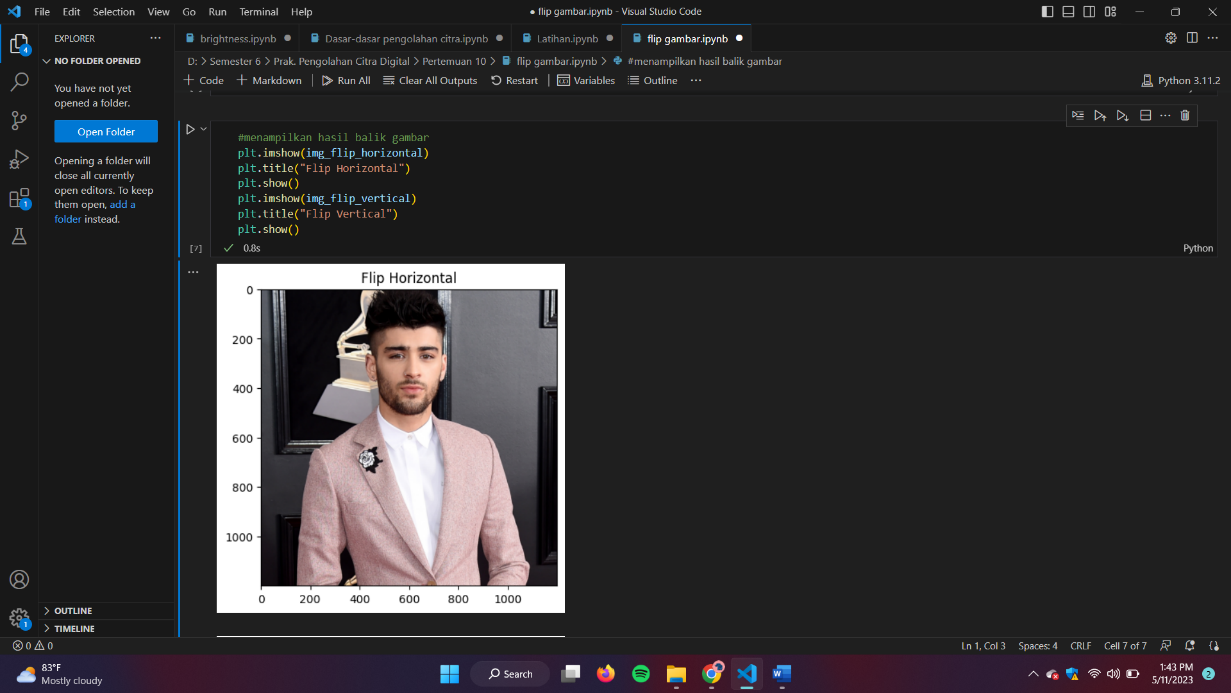 File Edit Selection View Go Run Terminal Help
● flip gambar.ipynb - Visual Studio Code
EXPLORER
NO FOLDER OPENED
You have not yet
opened a folder.
Open Folder
Opening a folder will
close all currently
open editors. To keep
them open, add a
folder instead.
OUTLINE
TIMELINE
brightness.ipynb ● Dasar-dasar pengolahan citra.ipynb ● Latihan.ipynb ● flip gambar.ipynb ●
D: > Semester 6 > Prak. Pengolahan Citra Digital > Pertemuan 10 > flip gambar.ipynb > #menampilkan hasil balik gambar
+ Code + Markdown Run All Clear All Outputs Restart Variables Outline ...
Python 3.11.2
#menampilkan hasil balik gambar
plt.imshow(img_flip_horizontal)
plt.title("Flip Horizontal")
plt.show()
plt.imshow(img_flip_vertical)
plt.title("Flip Vertical")
plt.show()
[7]
0.8s
Python
Flip Horizontal
0
200
400
600
800
1000
0 200 400 600 800 1000
4
1
1
0 0
Ln 1, Col 3 Spaces: 4 CRLF Cell 7 of 7
83°F
Mostly cloudy
Search
1:43 PM
5/11/2023
2